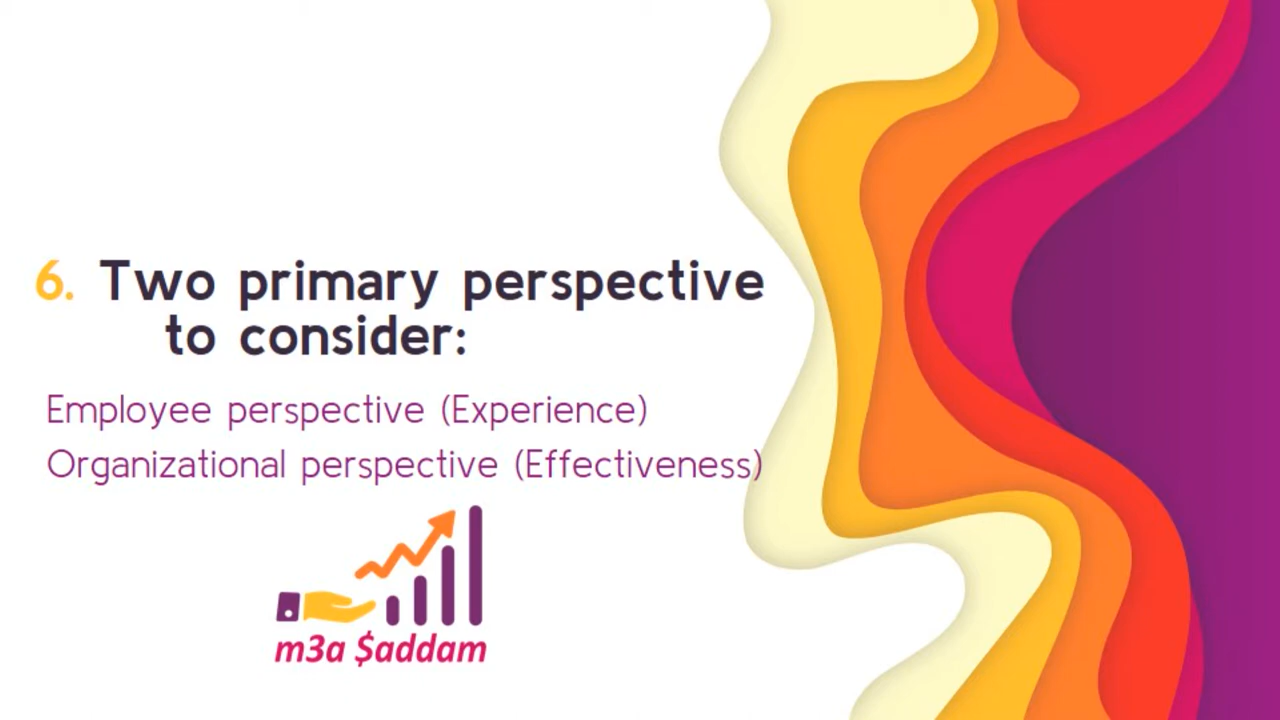 6. Two primary perspective
to consider:
Employee perspective (Experience)
Organizational perspective (Effectiveness)
m3a $addam